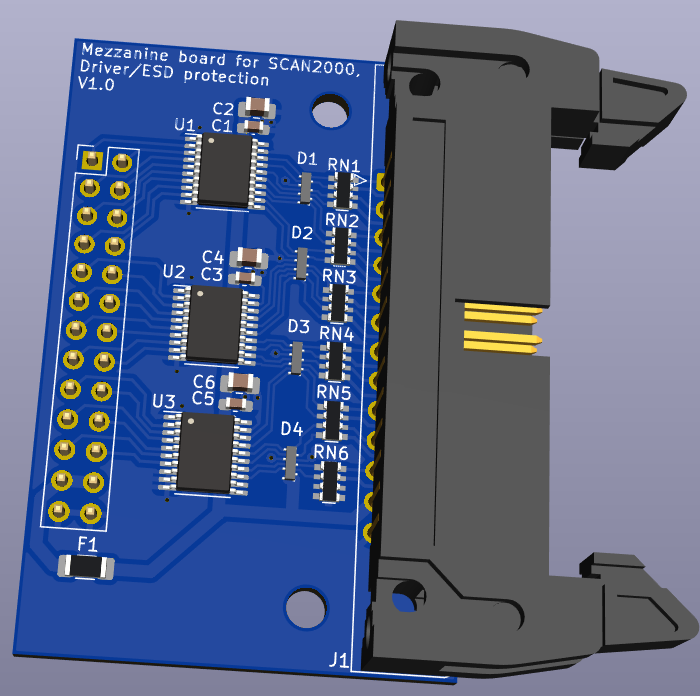 Mezzanine board for SCAN2000,
Driver/ESD protection
V1.0
C2
C1
U1
D1
RN1
RN2
D2
C4
C3
U2
RN3
D3
RN4
C6
C5
U3
RN5
D4
RN6
F1
J1